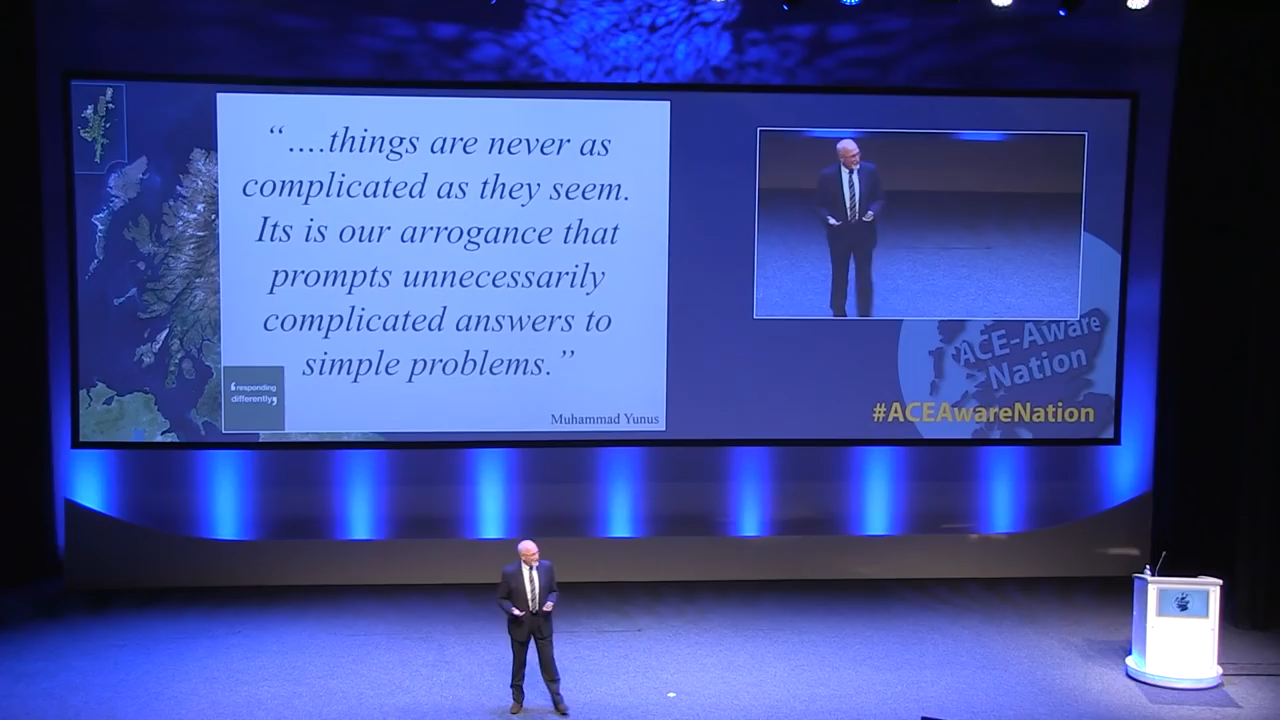 “....things are never as
complicated as they seem.
Its is our arrogance that
prompts unnecessarily
complicated answers to
simple problems.”
Muhammad Yunus
“responding
differently”
ACE-Aware
Nation
#ACEAwareNation